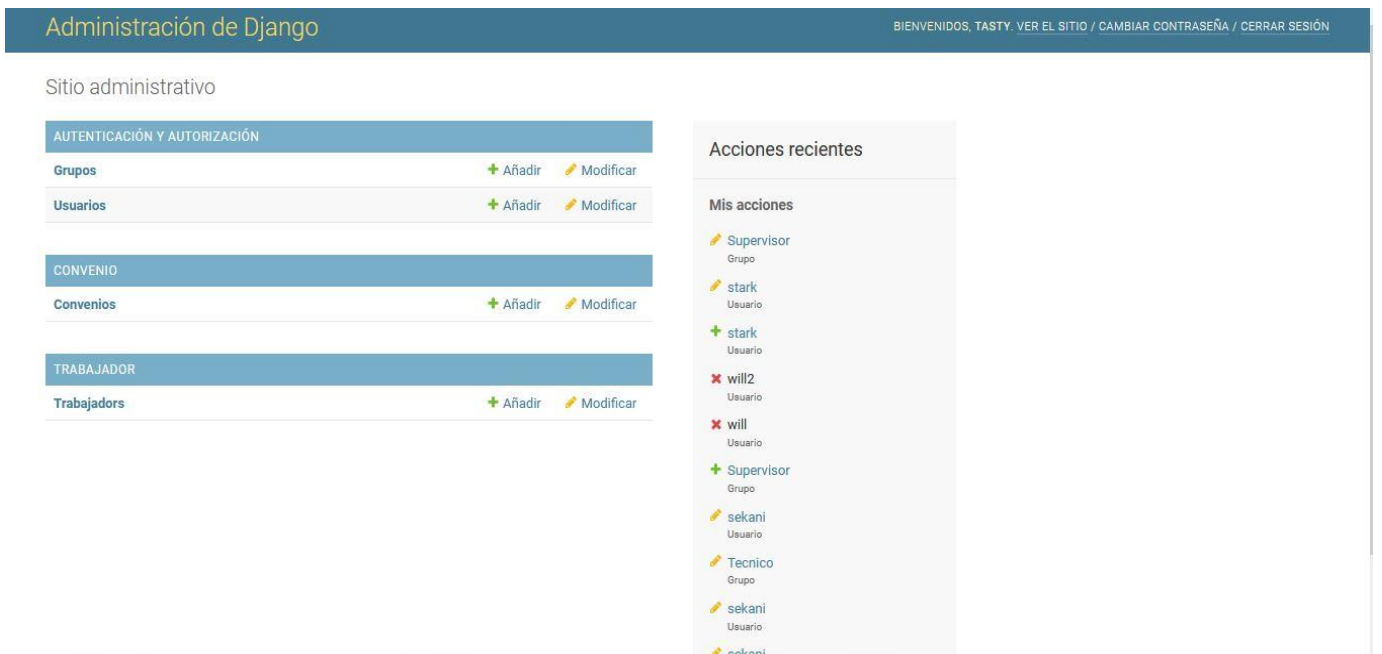 Administración de Django
BIENVENIDOS, TASTY. VER EL SITIO / CAMBIAR CONTRASEÑA / CERRAR SESIÓN
Sitio administrativo
AUTENTICACIÓN Y AUTORIZACIÓN
Grupos Añadir Modificar
Usuarios Añadir Modificar
CONVENIO
Convenios Añadir Modificar
TRABAJADOR
Trabajadors Añadir Modificar
Acciones recientes
Mis acciones
Supervisor
Grupo
stark
Usuario
stark
Usuario
will2
Usuario
will
Usuario
Supervisor
Grupo
sekani
Usuario
Tecnico
Grupo
sekani
Usuario
sekani